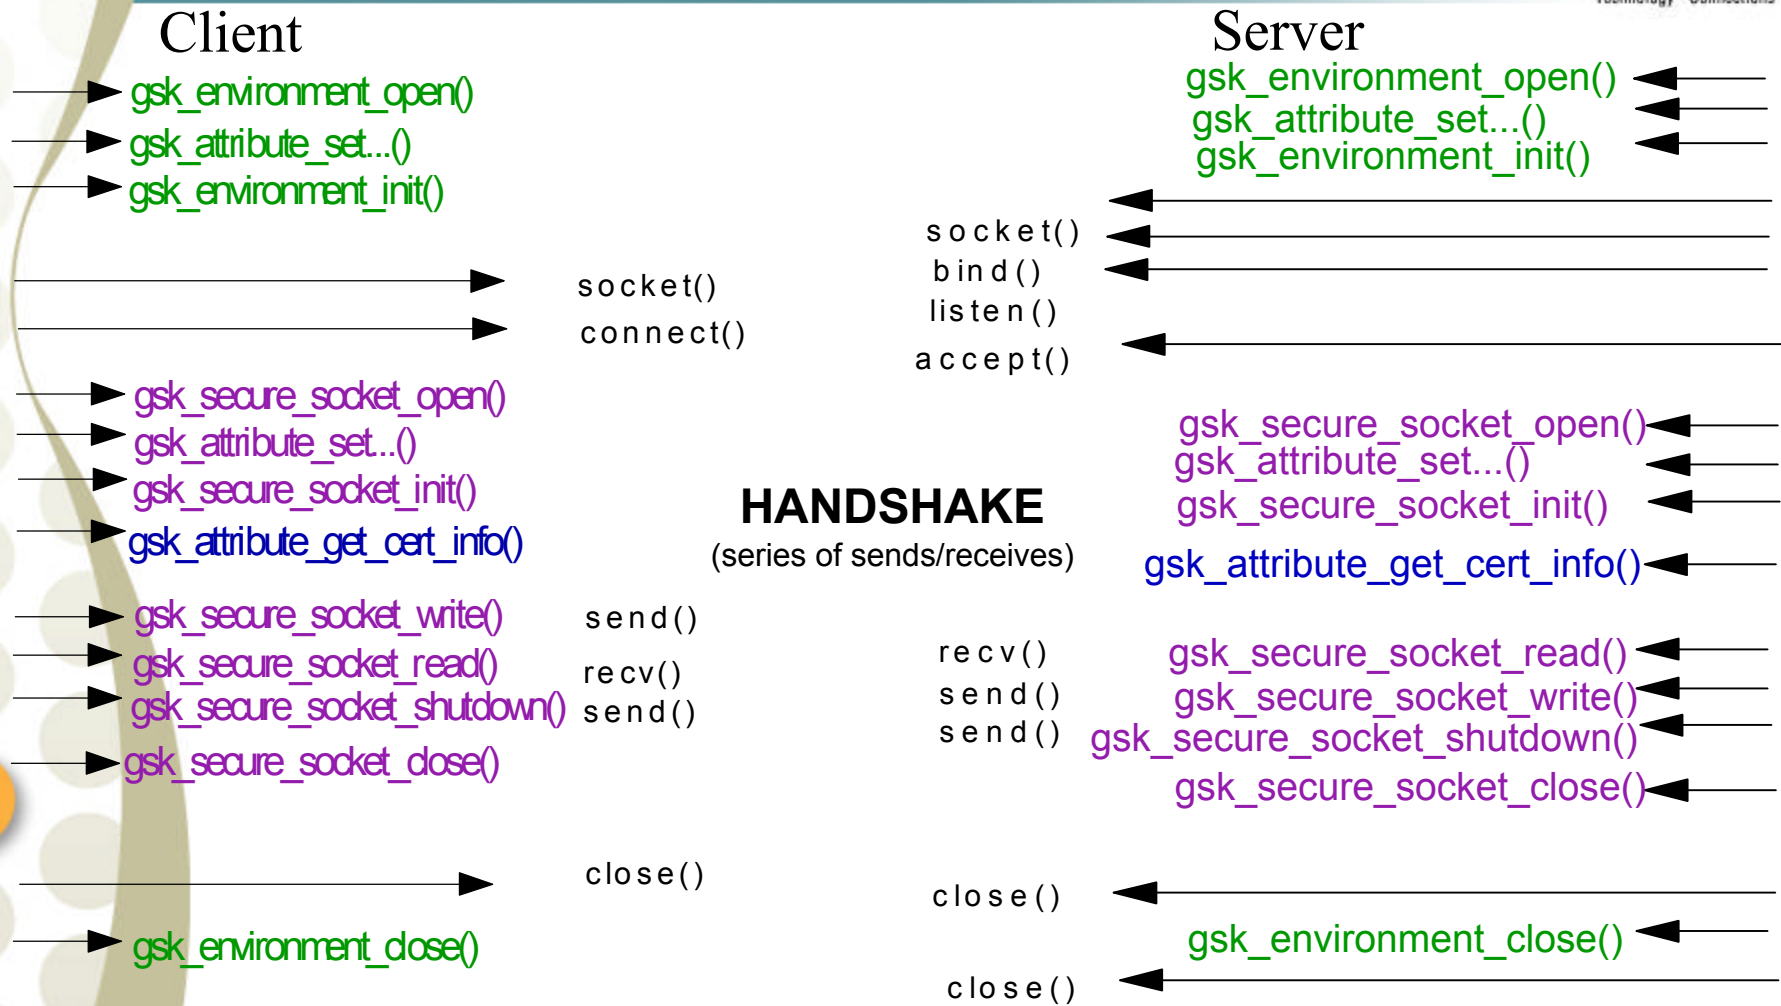 Client
gsk_environment_open()
gsk_attribute_set...()
gsk_environment_init()
socket()
connect()
gsk_secure_socket_open()
gsk_attribute_set...()
gsk_secure_socket_init()
gsk_attribute_get_cert_info()
gsk_secure_socket_write() send()
gsk_secure_socket_read() recv()
gsk_secure_socket_shutdown() send()
gsk_secure_socket_close()
close()
gsk_environment_close()
HANDSHAKE
(series of sends/receives)
Server
gsk_environment_open()
gsk_attribute_set...()
gsk_environment_init()
socket()
bind()
listen()
accept()
gsk_secure_socket_open()
gsk_attribute_set...()
gsk_secure_socket_init()
gsk_attribute_get_cert_info()
recv() gsk_secure_socket_read()
send() gsk_secure_socket_write()
send() gsk_secure_socket_shutdown()
gsk_secure_socket_close()
close()
gsk_environment_close()
close()